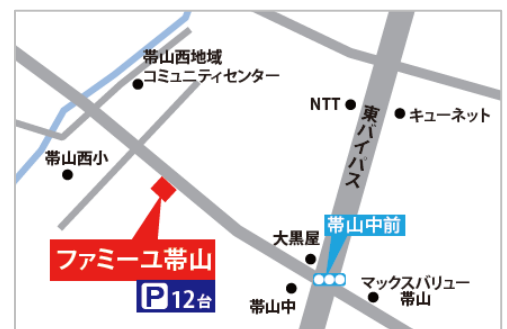 帯山西地域
コミュニティセンター
NTT
キューネット
東バイパス
帯山西小
帯山中前
大黒屋
ファミーユ帯山
P 12台
マックスバリュー
帯山
帯山中